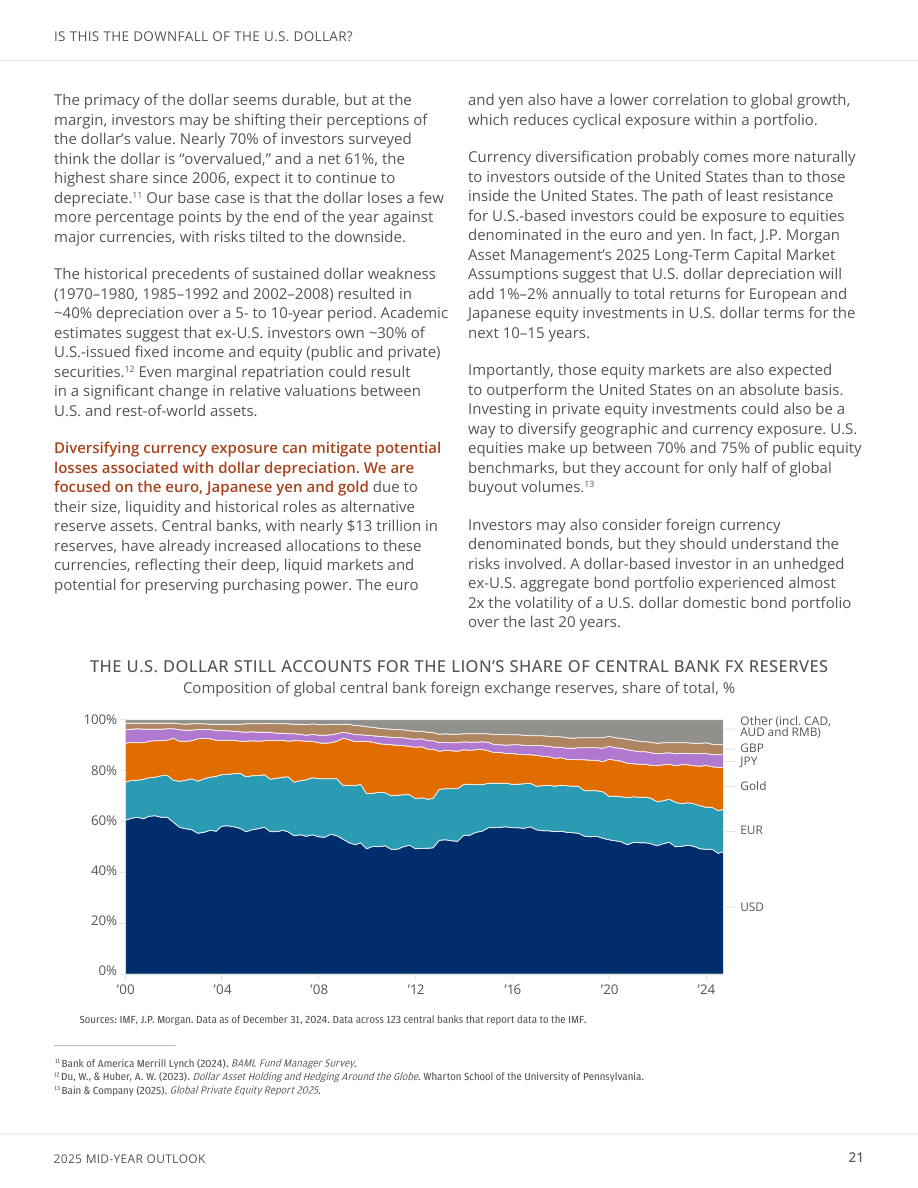 IS THIS THE DOWNFALL OF THE U.S. DOLLAR?
The primacy of the dollar seems durable, but at the
margin, investors may be shifting their perceptions of
the dollar’s value. Nearly 70% of investors surveyed
think the dollar is “overvalued,” and a net 61%, the
highest share since 2006, expect it to continue to
depreciate.¹¹ Our base case is that the dollar loses a few
more percentage points by the end of the year against
major currencies, with risks tilted to the downside.
The historical precedents of sustained dollar weakness
(1970–1980, 1985–1992 and 2002–2008) resulted in
~40% depreciation over a 5- to 10-year period. Academic
estimates suggest that ex-U.S. investors own ~30% of
U.S.-issued fixed income and equity (public and private)
securities.¹² Even marginal repatriation could result
in a significant change in relative valuations between
U.S. and rest-of-world assets.
Diversifying currency exposure can mitigate potential
losses associated with dollar depreciation. We are
focused on the euro, Japanese yen and gold due to
their size, liquidity and historical roles as alternative
reserve assets. Central banks, with nearly $13 trillion in
reserves, have already increased allocations to these
currencies, reflecting their deep, liquid markets and
potential for preserving purchasing power. The euro
and yen also have a lower correlation to global growth,
which reduces cyclical exposure within a portfolio.
Currency diversification probably comes more naturally
to investors outside of the United States than to those
inside the United States. The path of least resistance
for U.S.-based investors could be exposure to equities
denominated in the euro and yen. In fact, J.P. Morgan
Asset Management’s 2025 Long-Term Capital Market
Assumptions suggest that U.S. dollar depreciation will
add 1%–2% annually to total returns for European and
Japanese equity investments in U.S. dollar terms for the
next 10–15 years.
Importantly, those equity markets are also expected
to outperform the United States on an absolute basis.
Investing in private equity investments could also be a
way to diversify geographic and currency exposure. U.S.
equities make up between 70% and 75% of public equity
benchmarks, but they account for only half of global
buyout volumes.¹³
Investors may also consider foreign currency
denominated bonds, but they should understand the
risks involved. A dollar-based investor in an unhedged
ex-U.S. aggregate bond portfolio experienced almost
2x the volatility of a U.S. dollar domestic bond portfolio
over the last 20 years.
THE U.S. DOLLAR STILL ACCOUNTS FOR THE LION’S SHARE OF CENTRAL BANK FX RESERVES
Composition of global central bank foreign exchange reserves, share of total, %
100%
80%
60%
40%
20%
0%
’00 ’04 ’08 ’12 ’16 ’20 ’24
Other (incl. CAD,
AUD and RMB)
GBP
JPY
Gold
EUR
USD
Sources: IMF, J.P. Morgan. Data as of December 31, 2024. Data across 123 central banks that report data to the IMF.
¹¹ Bank of America Merrill Lynch (2024). BAML Fund Manager Survey.
¹² Du, W., & Huber, A. W. (2023). Dollar Asset Holding and Hedging Around the Globe. Wharton School of the University of Pennsylvania.
¹³ Bain & Company (2025). Global Private Equity Report 2025.
2025 MID-YEAR OUTLOOK
21